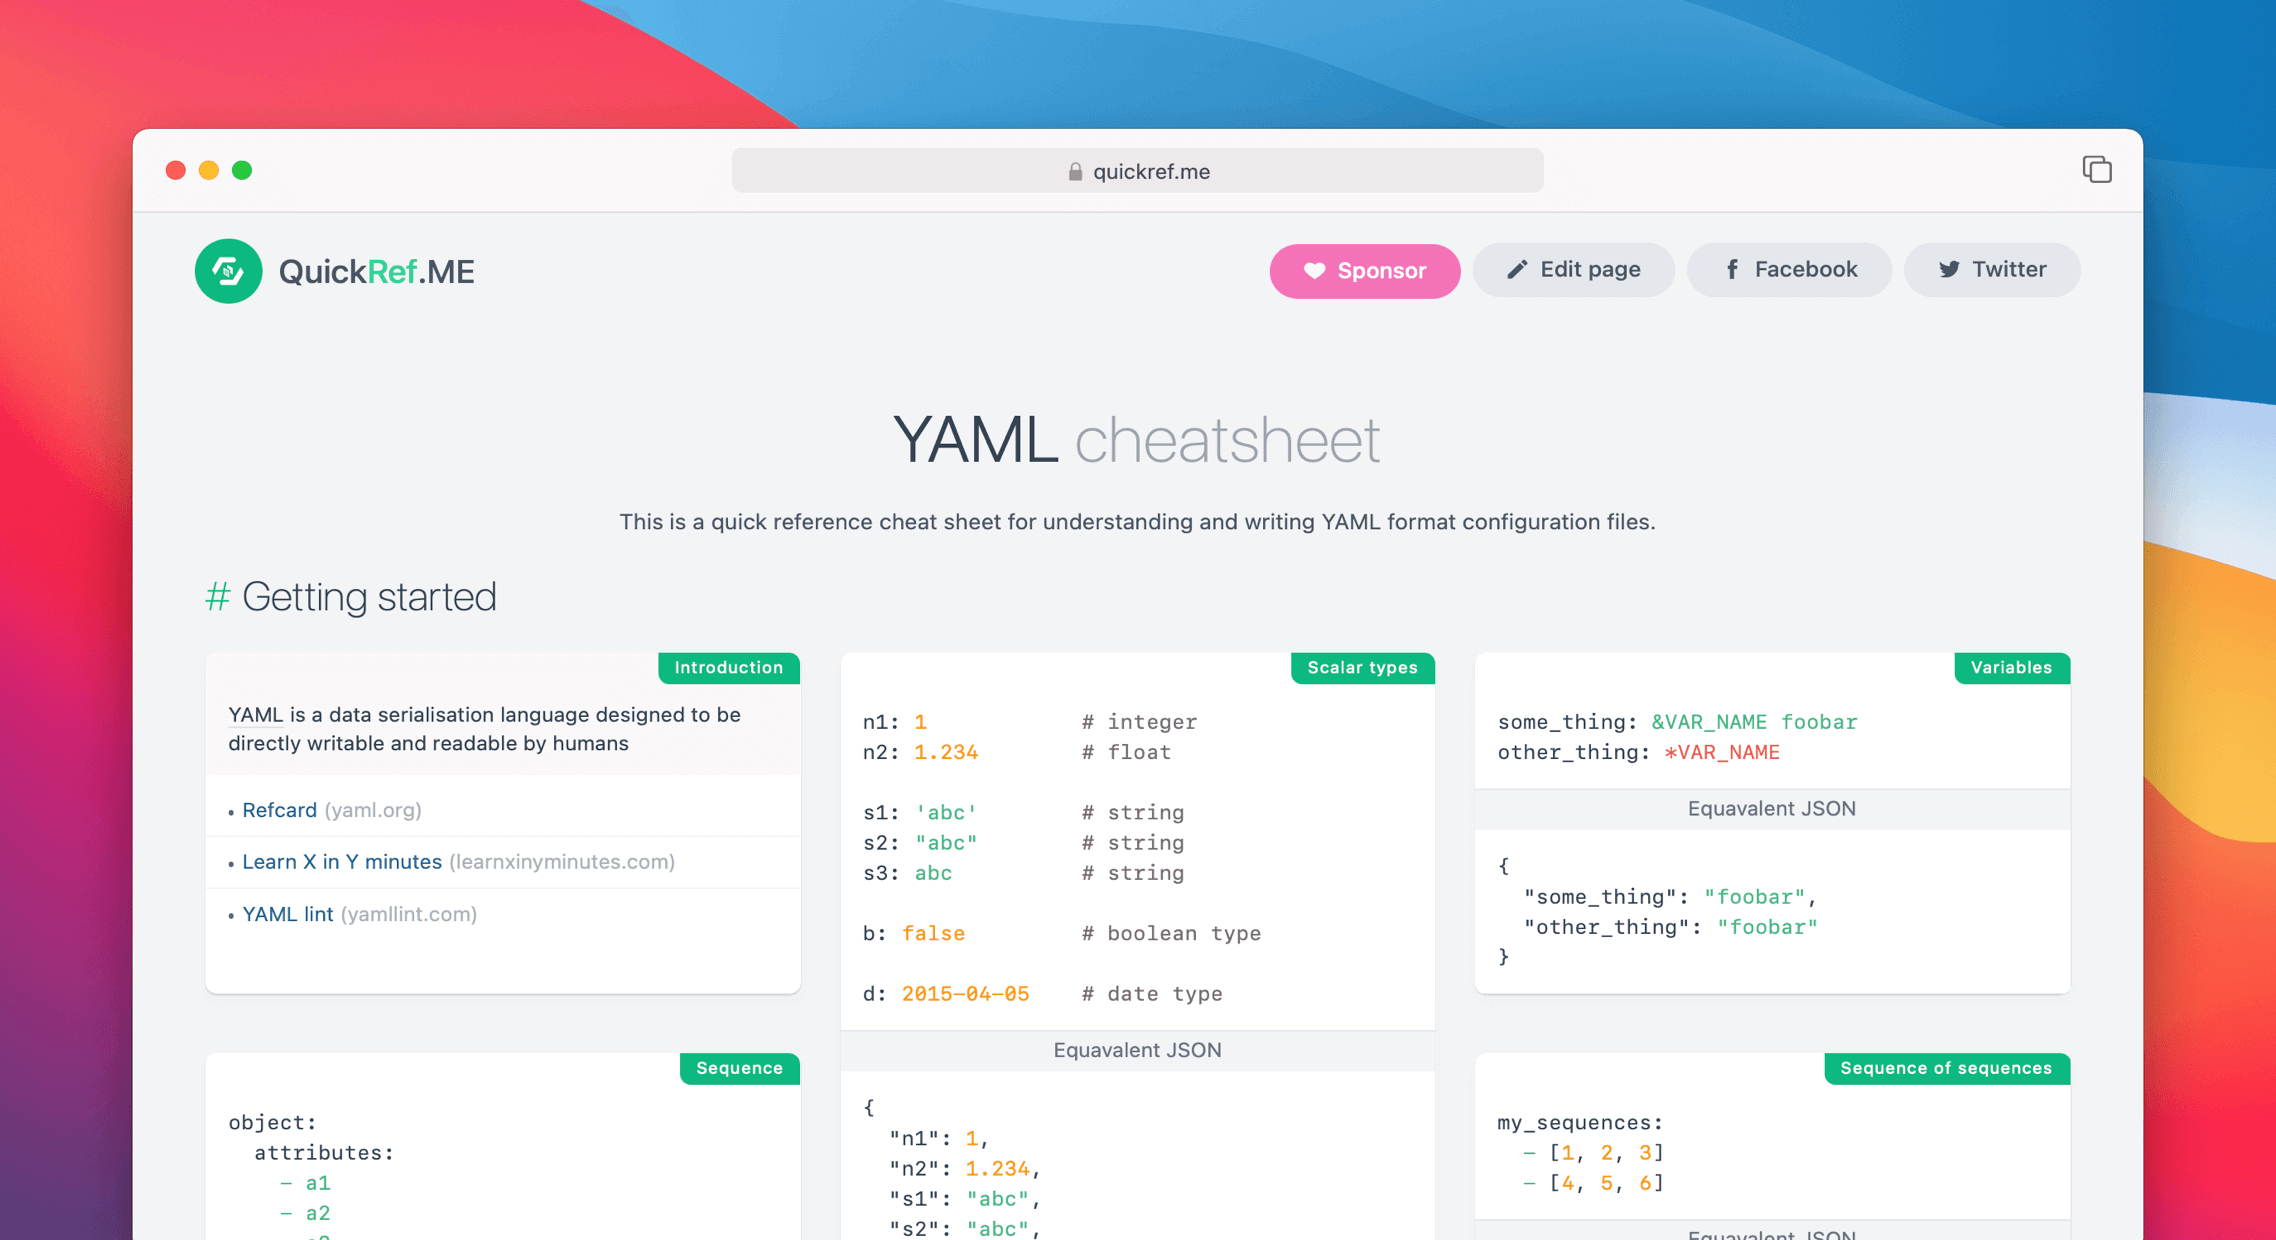 quickref.me
QuickRef.ME
Sponsor
Edit page
Facebook
Twitter
YAML cheatsheet
This is a quick reference cheat sheet for understanding and writing YAML format configuration files.
# Getting started
Introduction
YAML is a data serialisation language designed to be
directly writable and readable by humans
• Refcard (yaml.org)
• Learn X in Y minutes (learnxinyminutes.com)
• YAML lint (yamllint.com)
Scalar types
n1: 1 # integer
n2: 1.234 # float
s1: 'abc' # string
s2: "abc" # string
s3: abc # string
b: false # boolean type
d: 2015-04-05 # date type
Equavalent JSON
{
"n1": 1,
"n2": 1.234,
"s1": "abc",
"s2": "abc",
Variables
some_thing: &VAR_NAME foobar
other_thing: *VAR_NAME
Equavalent JSON
{
"some_thing": "foobar",
"other_thing": "foobar"
}
Sequence
object:
attributes:
- a1
- a2
Sequence of sequences
my_sequences:
- [1, 2, 3]
- [4, 5, 6]
Equavalent JSON